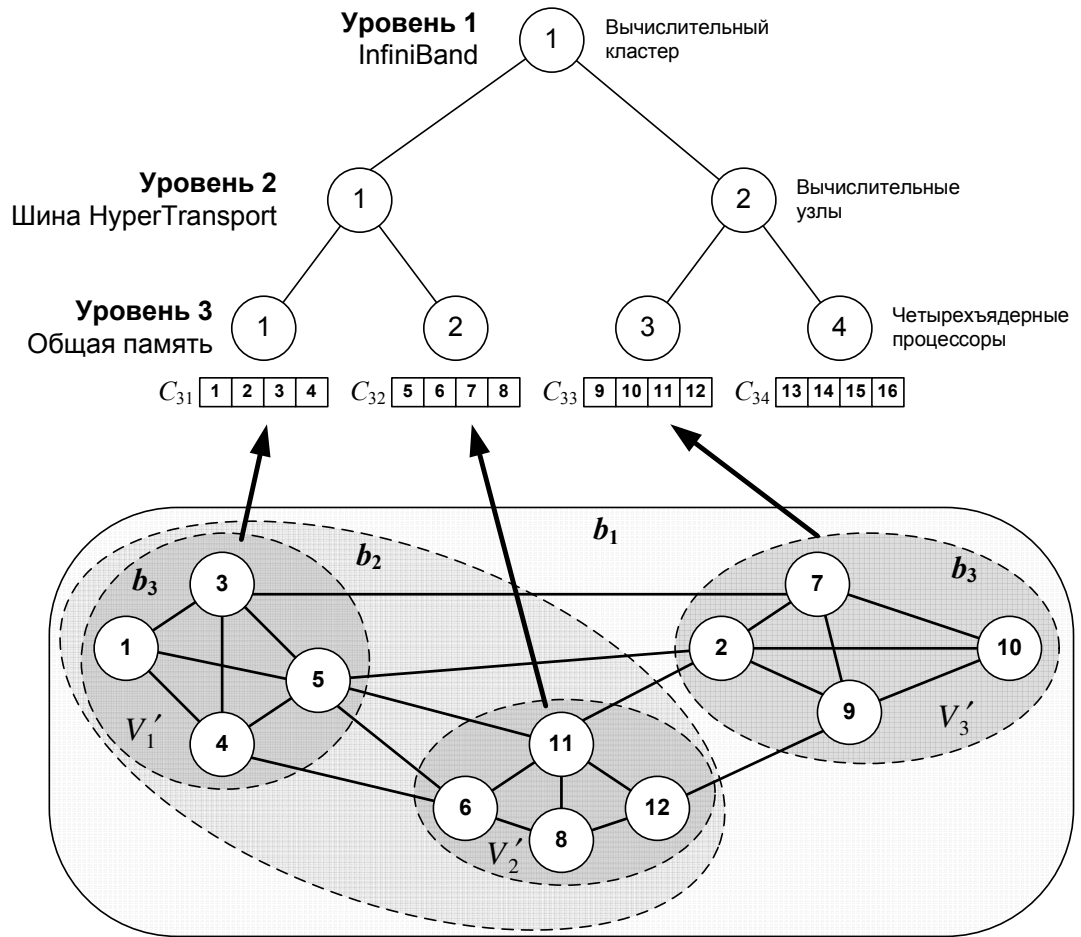 Уровень 1
InfiniBand
1
Вычислительный
кластер
Уровень 2
Шина HyperTransport
1
2
Вычислительные
узлы
Уровень 3
Общая память
1
2
3
4
Четырехъядерные
процессоры
C31 1 2 3 4
C32 5 6 7 8
C33 9 10 11 12
C34 13 14 15 16
b1
b2
b3
b3
3
7
1
2
10
5
9
4
11
V1′
V3′
6
12
8
V2′